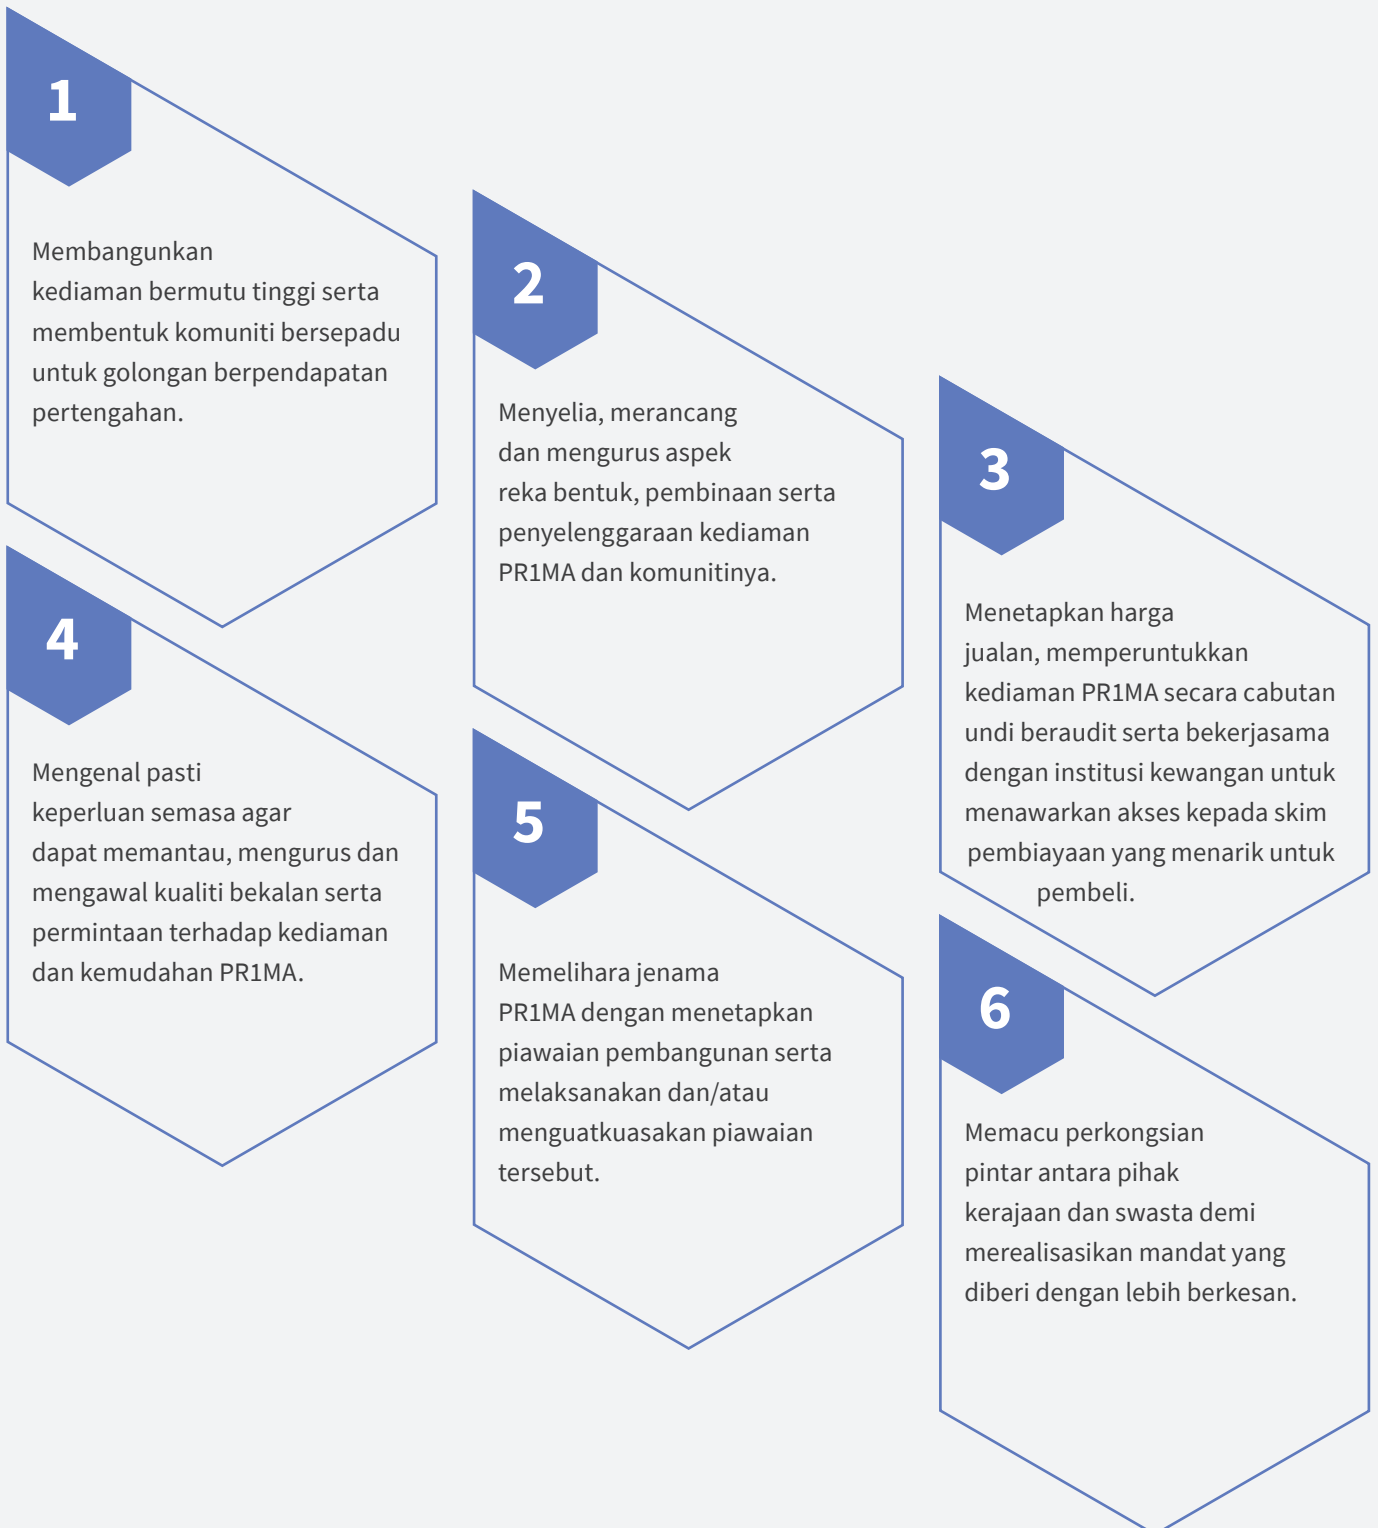 1
Membangunkan
kediaman bermutu tinggi serta
membentuk komuniti bersepadu
untuk golongan berpendapatan
pertengahan.
2
Menyelia, merancang
dan mengurus aspek
reka bentuk, pembinaan serta
penyelenggaraan kediaman
PR1MA dan komunitinya.
3
Menetapkan harga
jualan, memperuntukkan
kediaman PR1MA secara cabutan
undi beraudit serta bekerjasama
dengan institusi kewangan untuk
menawarkan akses kepada skim
pembiayaan yang menarik untuk
pembeli.
4
Mengenal pasti
keperluan semasa agar
dapat memantau, mengurus dan
mengawal kualiti bekalan serta
permintaan terhadap kediaman
dan kemudahan PR1MA.
5
Memelihara jenama
PR1MA dengan menetapkan
piawaian pembangunan serta
melaksanakan dan/atau
menguatkuasakan piawaian
tersebut.
6
Memacu perkongsian
pintar antara pihak
kerajaan dan swasta demi
merealisasikan mandat yang
diberi dengan lebih berkesan.